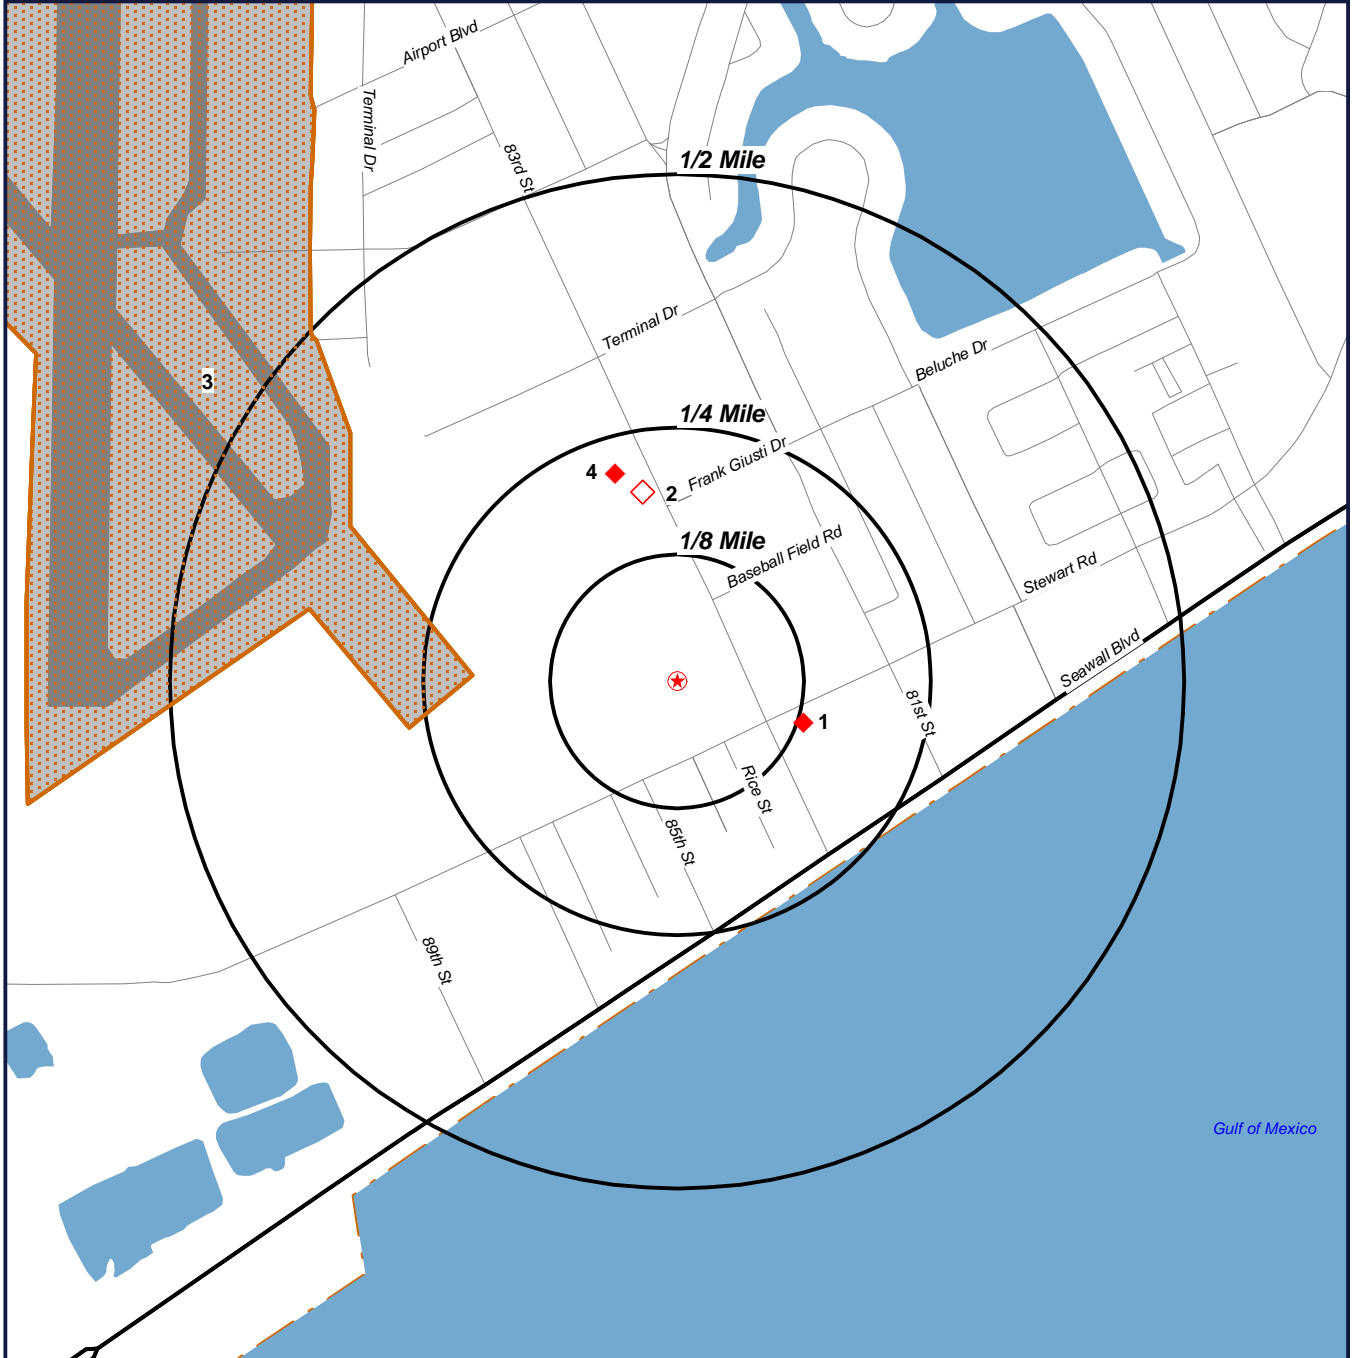 Airport Blvd
Terminal Dr
83rd St
1/2 Mile
Terminal Dr
Beluche Dr
3
1/4 Mile
Frank Giusti Dr
4
2
1/8 Mile
Baseball Field Rd
Stewart Rd
Seawall Blvd
81st St
1
Rice St
85th St
89th St
Gulf of Mexico